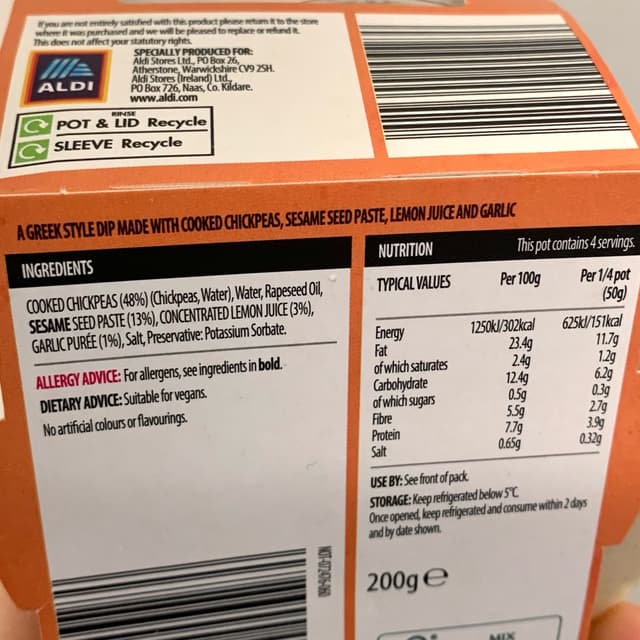 If you are not entirely satisfied with this product please return it to the store
where it was purchased and we will be pleased to replace or refund it.
This does not affect your statutory rights.
ALDI
SPECIALLY PRODUCED FOR:
Aldi Stores Ltd., PO Box 26,
Atherstone, Warwickshire CV9 2SH.
Aldi Stores (Ireland) Ltd.,
PO Box 726, Naas, Co. Kildare.
www.aldi.com
RINSE
POT & LID Recycle
SLEEVE Recycle
A GREEK STYLE DIP MADE WITH COOKED CHICKPEAS, SESAME SEED PASTE, LEMON JUICE AND GARLIC
INGREDIENTS
COOKED CHICKPEAS (48%) (Chickpeas, Water), Water, Rapeseed Oil,
SESAME SEED PASTE (13%), CONCENTRATED LEMON JUICE (3%),
GARLIC PURÉE (1%), Salt, Preservative: Potassium Sorbate.
ALLERGY ADVICE: For allergens, see ingredients in bold.
DIETARY ADVICE: Suitable for vegans.
No artificial colours or flavourings.
NUTRITION This pot contains 4 servings.
TYPICAL VALUES Per 100g Per 1/4 pot
(50g)
Energy 1250kJ/302kcal 625kJ/151kcal
Fat 23.4g 11.7g
of which saturates 2.4g 1.2g
Carbohydrate 12.4g 6.2g
of which sugars 0.5g 0.3g
Fibre 5.5g 2.7g
Protein 7.7g 3.9g
Salt 0.65g 0.32g
USE BY: See front of pack.
STORAGE: Keep refrigerated below 5°C.
Once opened, keep refrigerated and consume within 2 days
and by date shown.
200g ℮
MIX